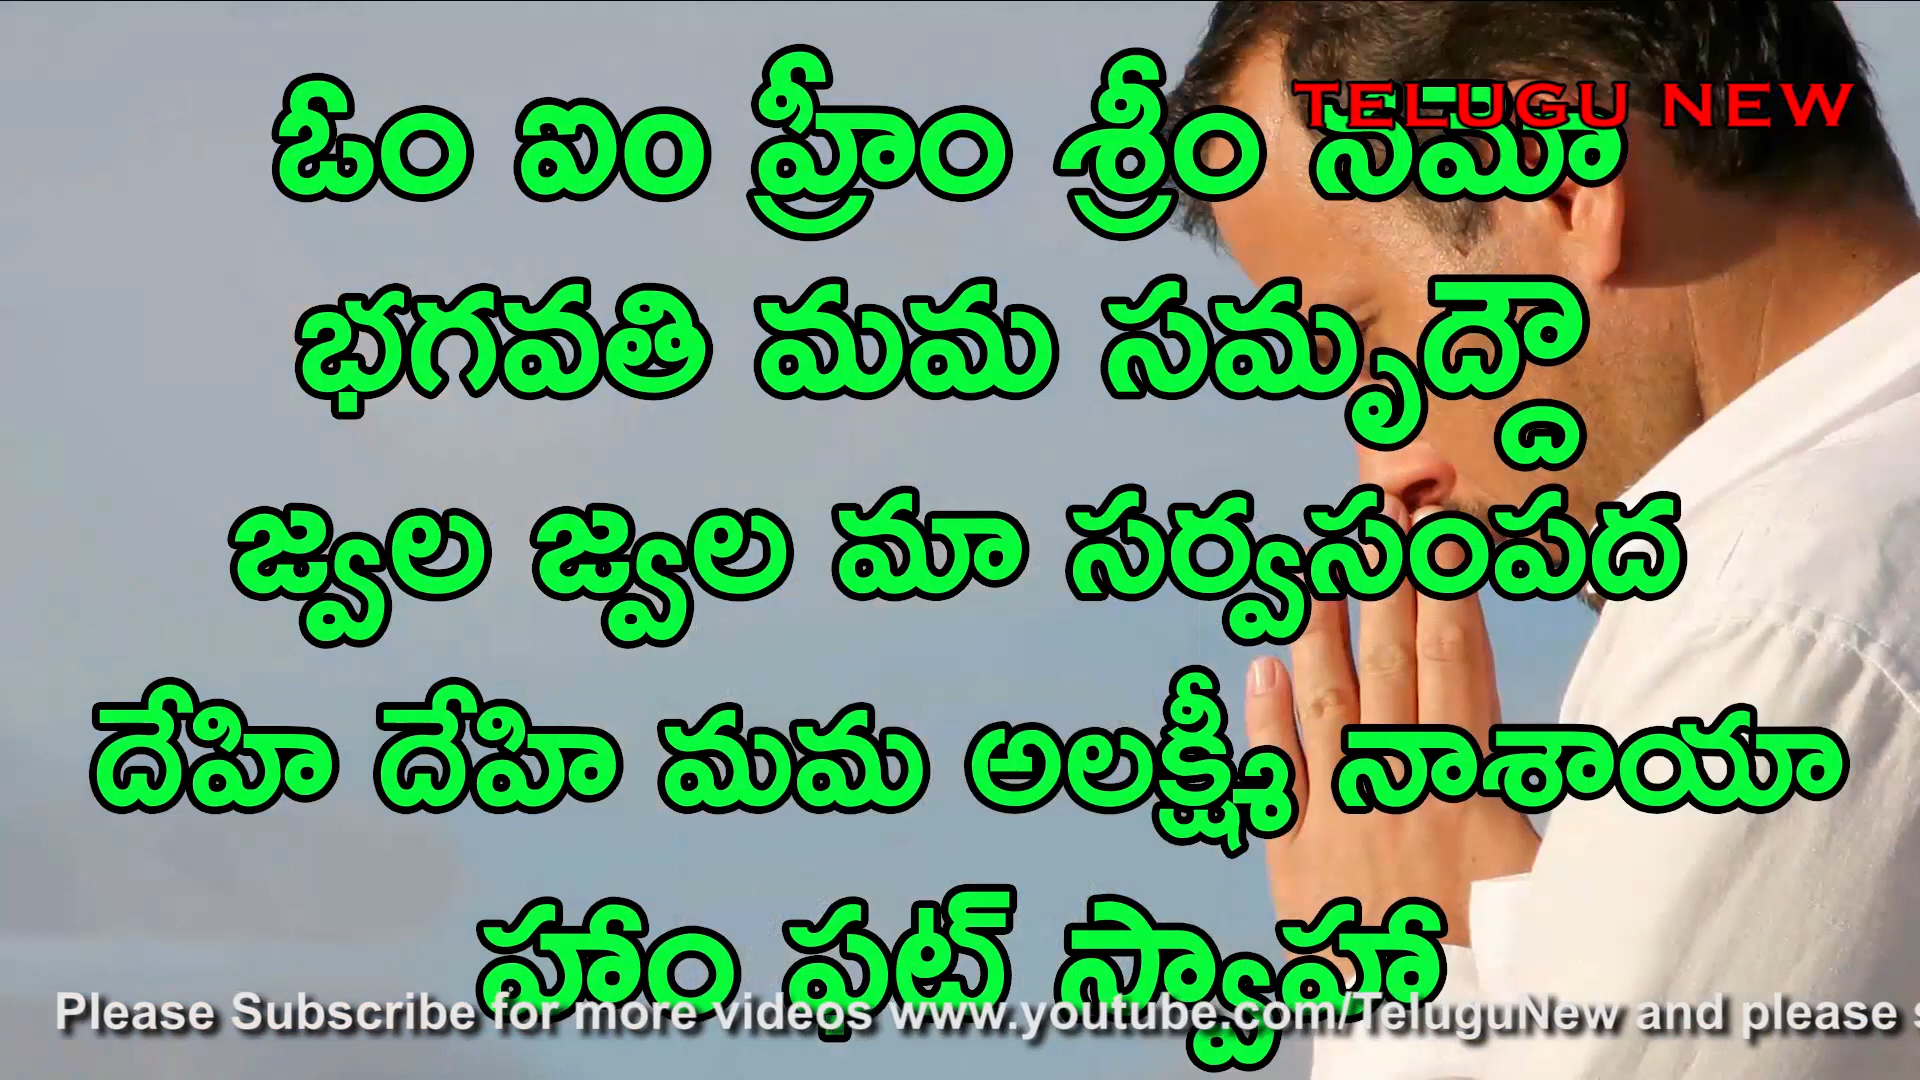 TELUGU NEW
ఓం ఐం హ్రీం శ్రీం నమా
భగవతి మమ సమృద్దౌ
జ్వల జ్వల మా సర్వసంపద
దేహి దేహి మమ అలక్ష్మీ నాశాయా
హాం ఫట్ స్వాహా
Please Subscribe for more videos www.youtube.com/TeluguNew and please s